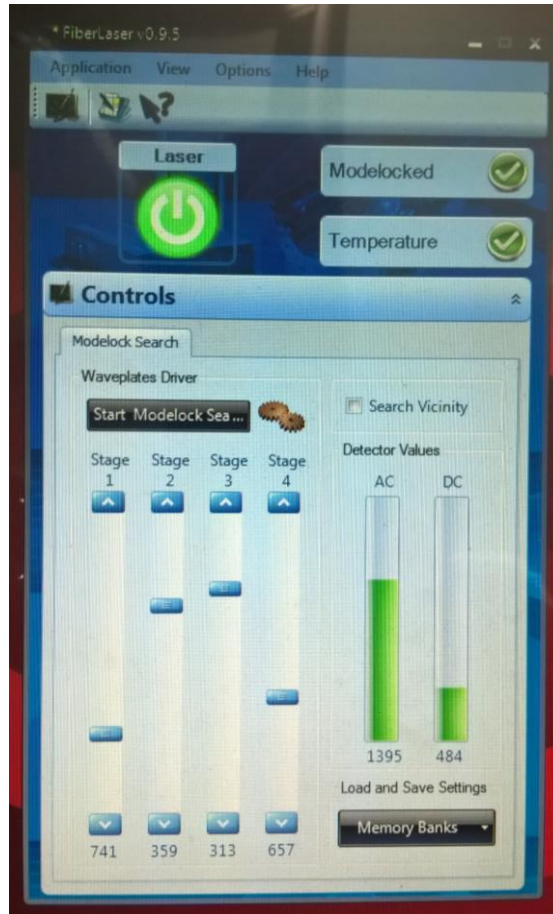 * FiberLaser v0.9.5
Application View Options Help
Laser
Modelocked
Temperature
Controls
Modelock Search
Waveplates Driver
Start Modelock Sea...
Search Vicinity
Stage 1
Stage 2
Stage 3
Stage 4
Detector Values
AC DC
1395 484
Load and Save Settings
Memory Banks
741 359 313 657